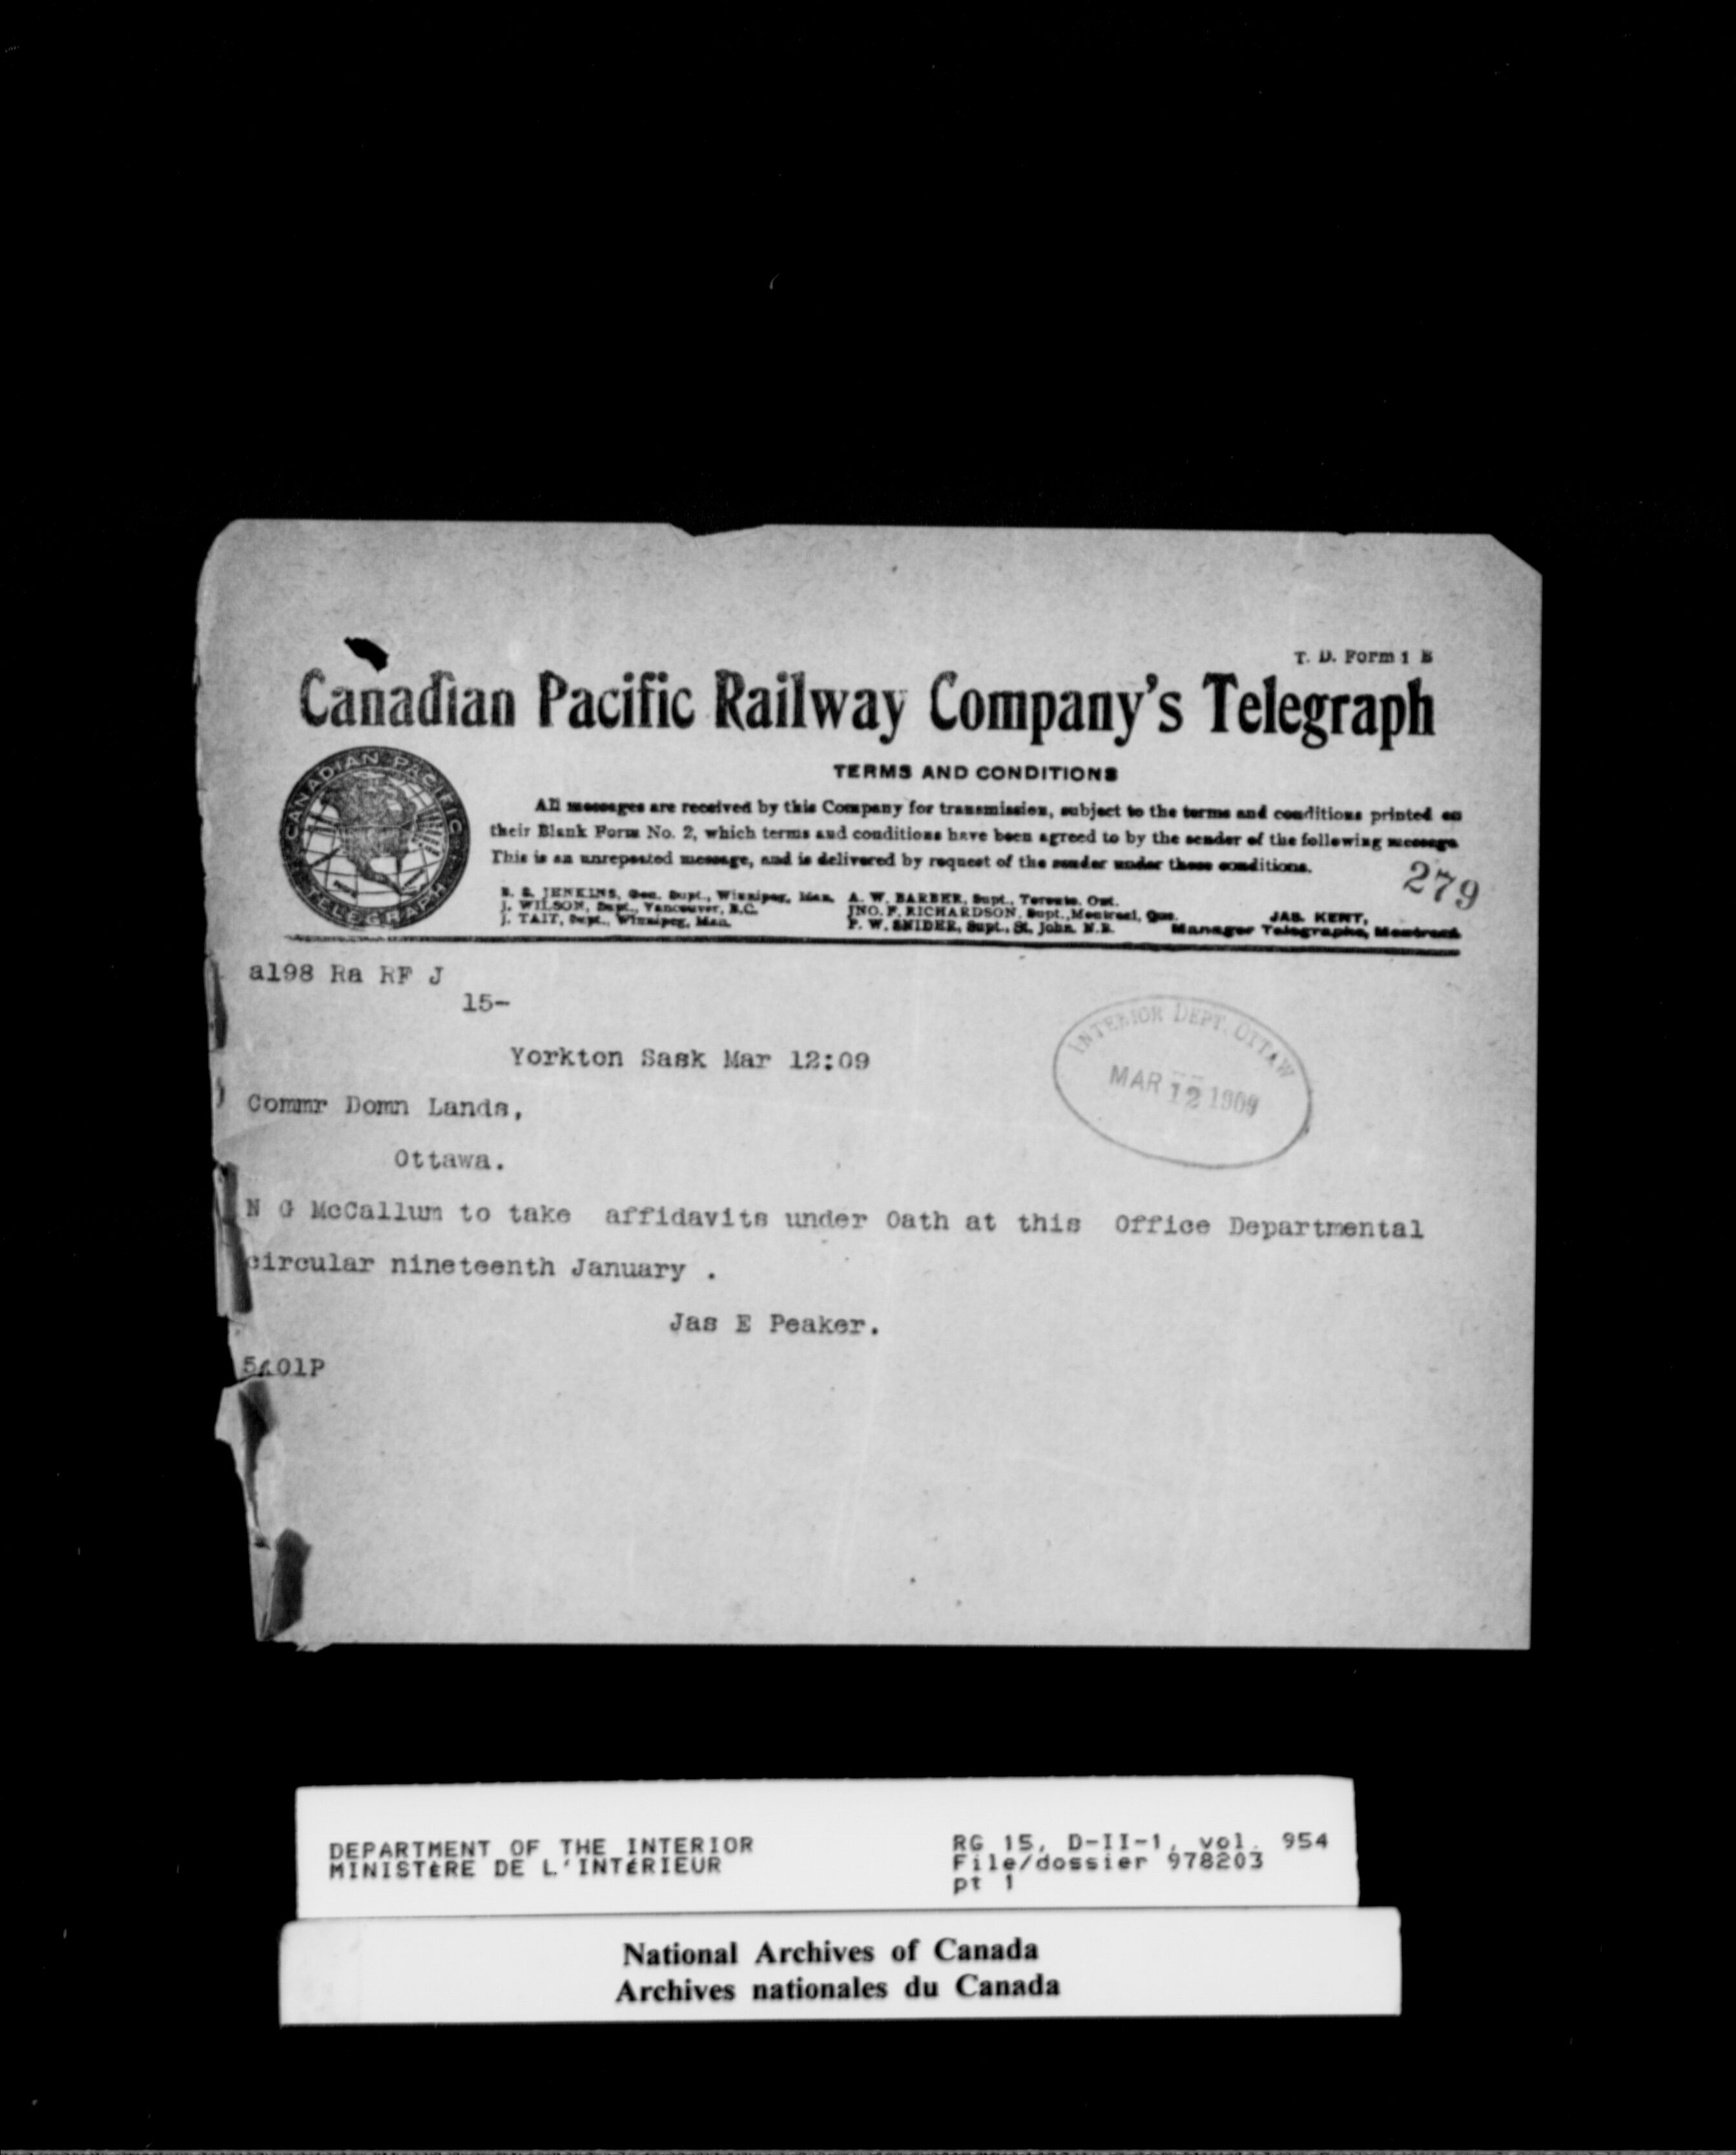 T. D. Form 1 B
Canadian Pacific Railway Company's Telegraph
CANADIAN PACIFIC
TELEGRAPH
TERMS AND CONDITIONS
All messages are received by this Company for transmission, subject to the terms and conditions printed on
their Blank Form No. 2, which terms and conditions have been agreed to by the sender of the following message
This is an unrepeated message, and is delivered by request of the sender under these conditions.
279
B. S. JENKINS, Gen. Supt., Winnipeg, Man. A. W. BARBER, Supt., Toronto. Ont.
J. WILSON, Supt., Vancouver, B.C. JNO. F. RICHARDSON, Supt., Montreal, Que. JAS. KENT,
J. TAIT, Supt., Winnipeg, Man. P. W. SNIDER, Supt., St. John. N.B. Manager Telegraphs, Montreal
a198 Ra RF J
15-
Yorkton Sask Mar 12:09
INTERIOR DEPT. OTTAW
MAR 12 1909
Commr Domn Lands,
Ottawa.
N G McCallum to take affidavits under Oath at this Office Departmental
circular nineteenth January .
Jas E Peaker.
01P
DEPARTMENT OF THE INTERIOR
MINISTÈRE DE L'INTÉRIEUR
RG 15, D-II-1, vol. 954
File/dossier 978203
pt 1
National Archives of Canada
Archives nationales du Canada